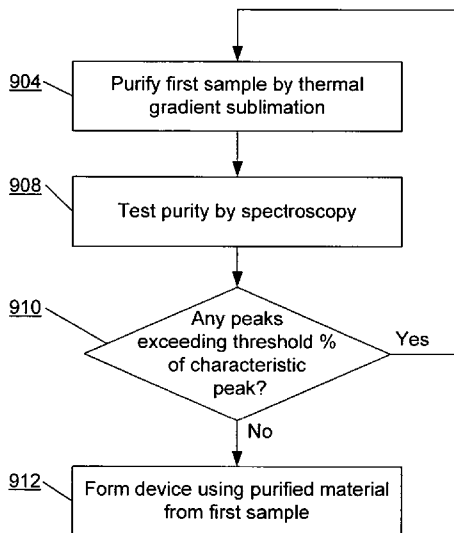 904
Purify first sample by thermal
gradient sublimation
908
Test purity by spectroscopy
910
Any peaks
exceeding threshold %
of characteristic
peak?
Yes
No
912
Form device using purified material
from first sample